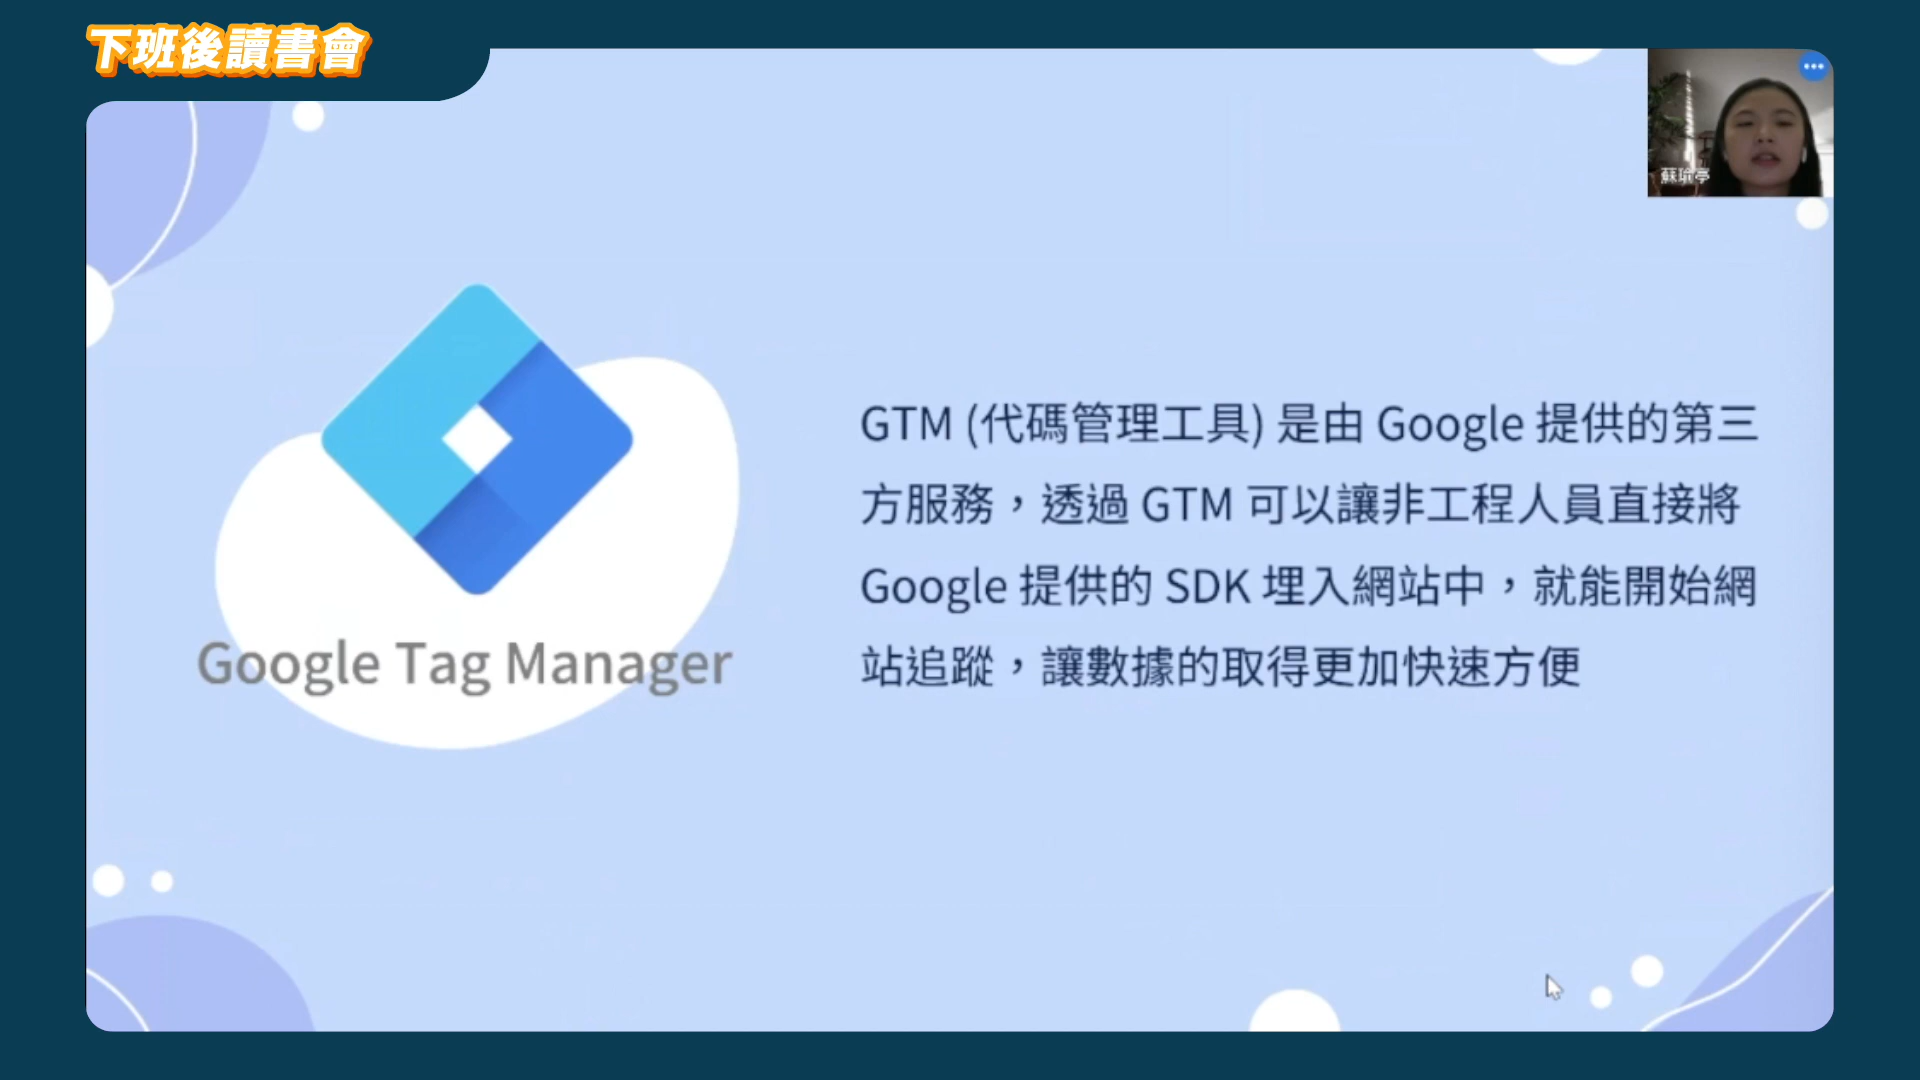 下班後讀書會
蘇瑜亭
Google Tag Manager
GTM (代碼管理工具) 是由 Google 提供的第三
方服務，透過 GTM 可以讓非工程人員直接將
Google 提供的 SDK 埋入網站中，就能開始網
站追蹤，讓數據的取得更加快速方便